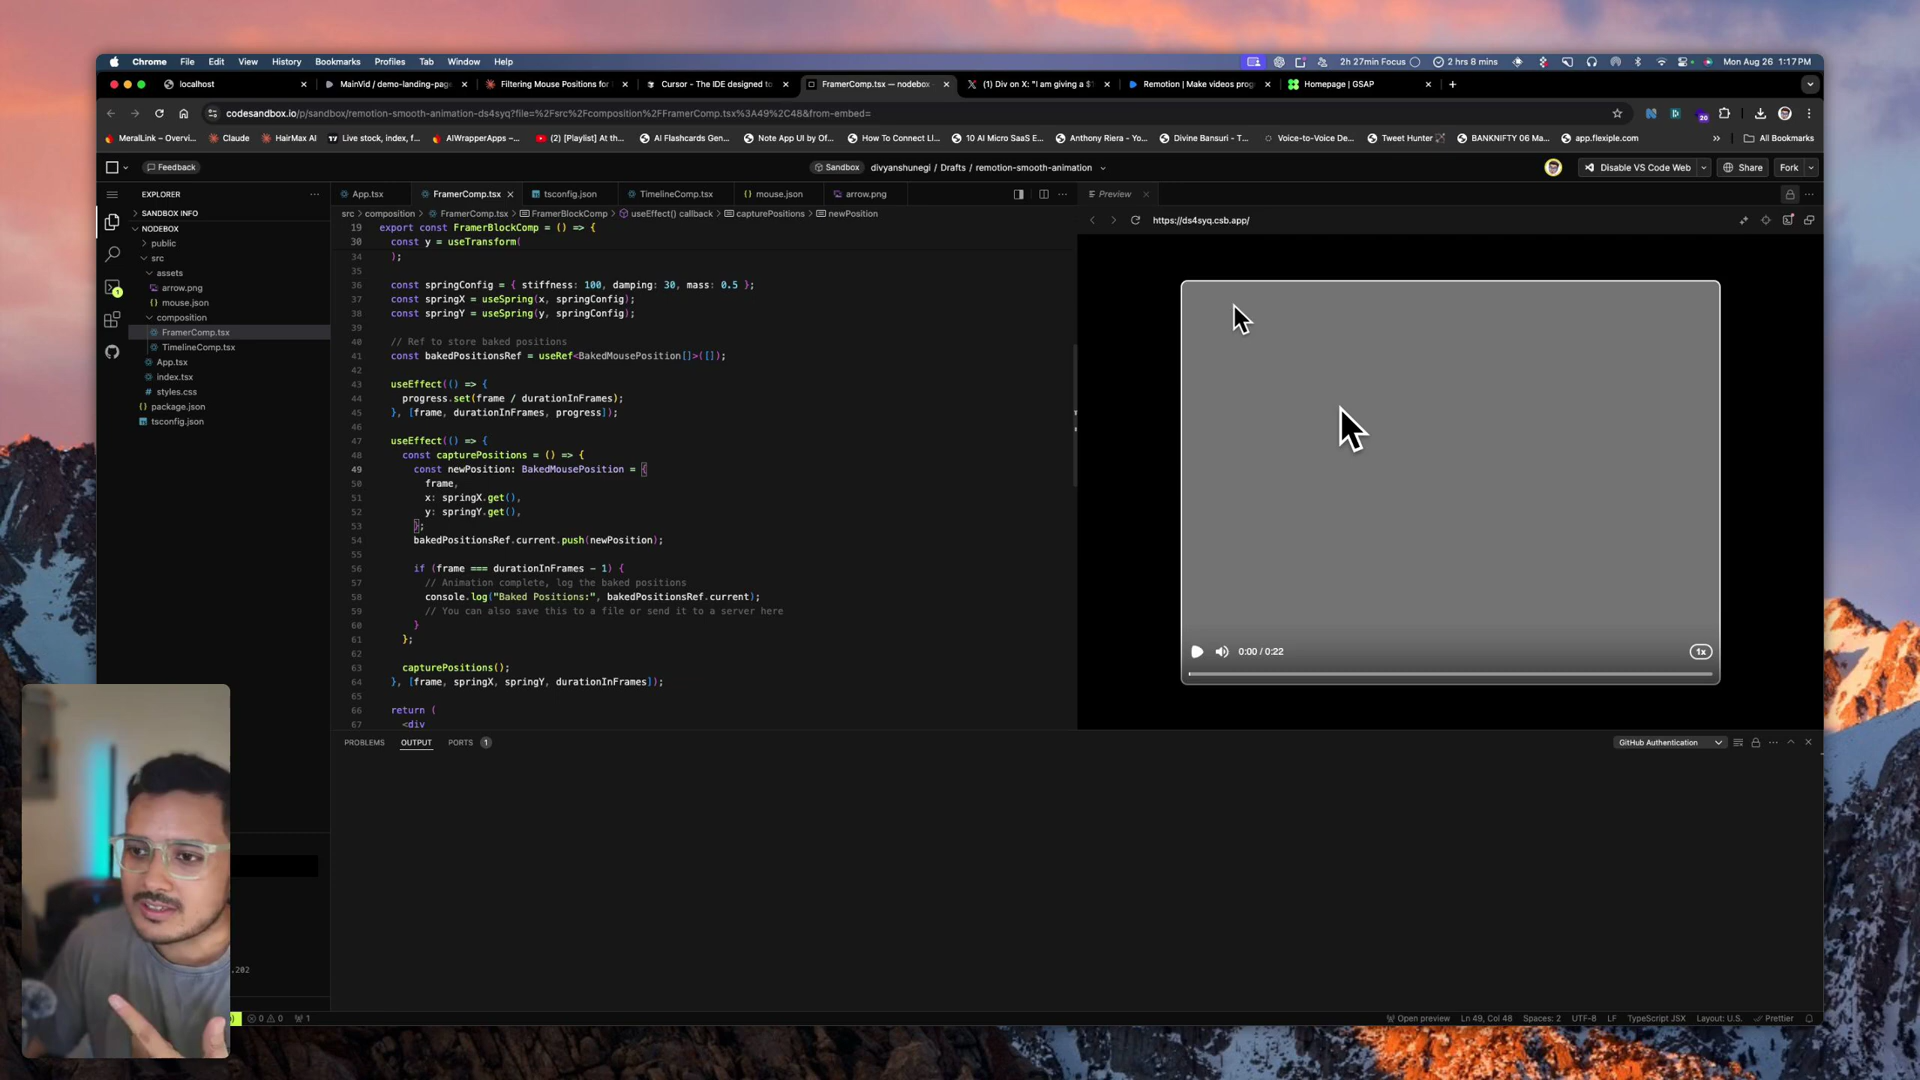 Chrome File Edit View History Bookmarks Profiles Tab Window Help 2h 27min Focus 2 hrs 8 mins Mon Aug 26 1:17 PM
localhost MainVid / demo-landing-page Filtering Mouse Positions for Cursor - The IDE designed to FramerComp.tsx — nodebox (1) Div on X: "I am giving a $ Remotion | Make videos prog Homepage | GSAP
codesandbox.io/p/sandbox/remotion-smooth-animation-ds4syq?file=%2Fsrc%2Fcomposition%2FFramerComp.tsx%3A49%2C48&from-embed= 20
MeralLink – Overvi... Claude HairMax AI Live stock, index, f... AIWrapperApps –... [Playlist] At th... AI Flashcards Gen... Note App UI by Of... How To Connect LI... 10 AI Micro SaaS E... Anthony Riera – Y... Divine Bansuri - T... Voice-to-Voice De... Tweet Hunter BANKNIFTY 06 Ma... app.flexiple.com » All Bookmarks
Feedback Sandbox divyanshunegi / Drafts / remotion-smooth-animation Disable VS Code Web Share Fork
EXPLORER App.tsx FramerComp.tsx tsconfig.json TimelineComp.tsx mouse.json arrow.png Preview
src > composition > FramerComp.tsx > FramerBlockComp > useEffect() callback > capturePositions > newPosition
https://ds4syq.csb.app/
SANDBOX INFO
NODEBOX
public
src
assets
arrow.png
mouse.json
composition
FramerComp.tsx
TimelineComp.tsx
App.tsx
index.tsx
styles.css
package.json
tsconfig.json
1
19 export const FramerBlockComp = () => {
30 const y = useTransform(
34 );
35
36 const springConfig = { stiffness: 100, damping: 30, mass: 0.5 };
37 const springX = useSpring(x, springConfig);
38 const springY = useSpring(y, springConfig);
39
40 // Ref to store baked positions
41 const bakedPositionsRef = useRef<BakedMousePosition[]>([]);
42
43 useEffect(() => {
44 progress.set(frame / durationInFrames);
45 }, [frame, durationInFrames, progress]);
46
47 useEffect(() => {
48 const capturePositions = () => {
49 const newPosition: BakedMousePosition = {
50 frame,
51 x: springX.get(),
52 y: springY.get(),
53 };
54 bakedPositionsRef.current.push(newPosition);
55
56 if (frame === durationInFrames - 1) {
57 // Animation complete, log the baked positions
58 console.log("Baked Positions:", bakedPositionsRef.current);
59 // You can also save this to a file or send it to a server here
60 }
61 };
62
63 capturePositions();
64 }, [frame, springX, springY, durationInFrames]);
65
66 return (
67 <div
0:00 / 0:22 1x
PROBLEMS OUTPUT PORTS 1 GitHub Authentication
.202
0 0 1 Open preview Ln 49, Col 48 Spaces: 2 UTF-8 LF TypeScript JSX Layout: U.S. Prettier